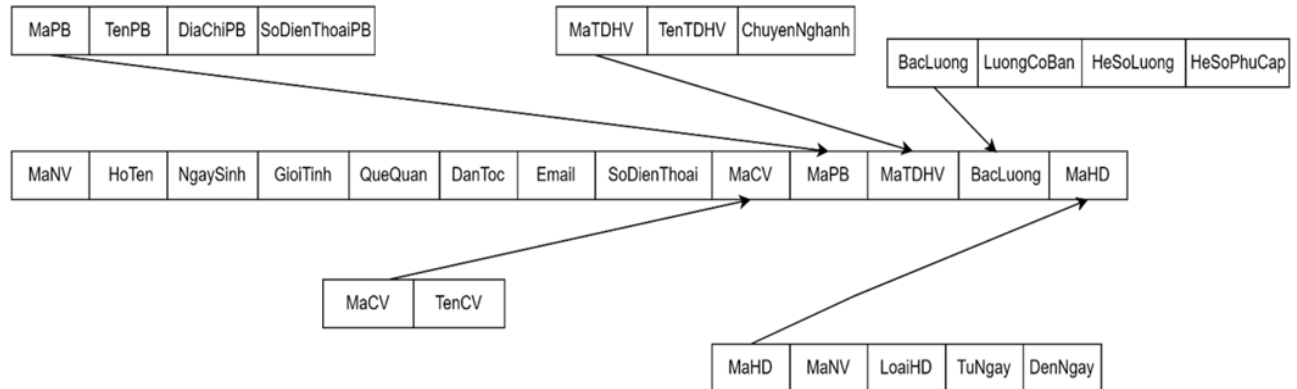 MaPB TenPB DiaChiPB SoDienThoaiPB
MaTDHV TenTDHV ChuyenNghanh
BacLuong LuongCoBan HeSoLuong HeSoPhuCap
MaNV HoTen NgaySinh GioiTinh QueQuan DanToc Email SoDienThoai MaCV MaPB MaTDHV BacLuong MaHD
MaCV TenCV
MaHD MaNV LoaiHD TuNgay DenNgay